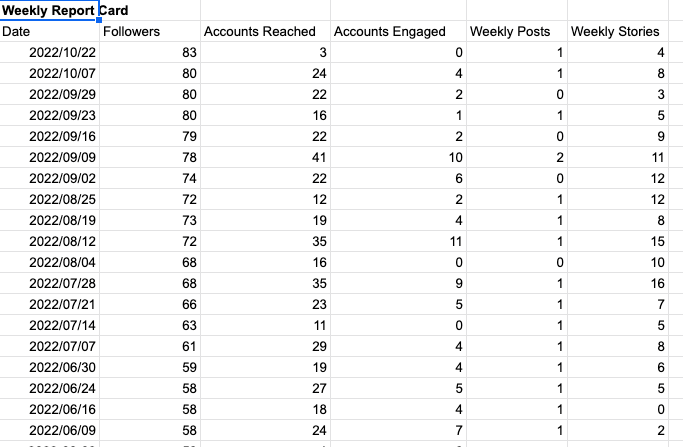 Weekly Report Card
Date Followers Accounts Reached Accounts Engaged Weekly Posts Weekly Stories
2022/10/22 83 3 0 1 4
2022/10/07 80 24 4 1 8
2022/09/29 80 22 2 0 3
2022/09/23 80 16 1 1 5
2022/09/16 79 22 2 0 9
2022/09/09 78 41 10 2 11
2022/09/02 74 22 6 0 12
2022/08/25 72 12 2 1 12
2022/08/19 73 19 4 1 8
2022/08/12 72 35 11 1 15
2022/08/04 68 16 0 0 10
2022/07/28 68 35 9 1 16
2022/07/21 66 23 5 1 7
2022/07/14 63 11 0 1 5
2022/07/07 61 29 4 1 8
2022/06/30 59 19 4 1 6
2022/06/24 58 27 5 1 5
2022/06/16 58 18 4 1 0
2022/06/09 58 24 7 1 2